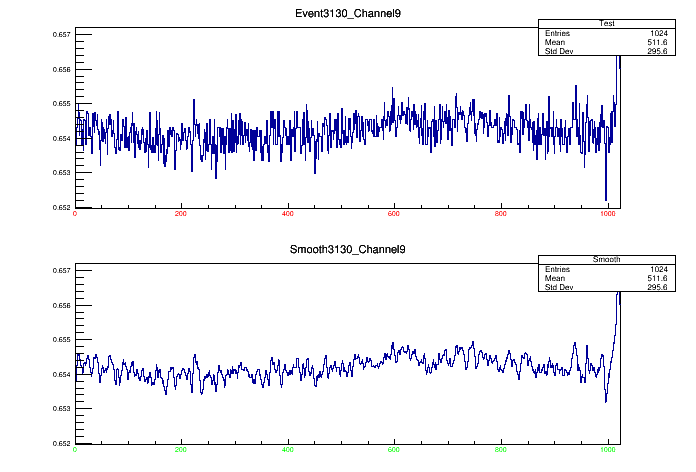 Event3130_Channel9
Test
Entries 1024
Mean 511.6
Std Dev 295.6
0.657
0.656
0.655
0.654
0.653
0.652
0 200 400 600 800 1000
Smooth3130_Channel9
Smooth
Entries 1024
Mean 511.6
Std Dev 295.6
0.657
0.656
0.655
0.654
0.653
0.652
0 200 400 600 800 1000